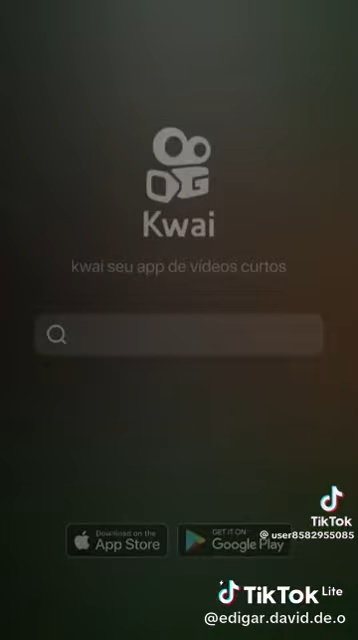 Kwai
kwai seu app de vídeos curtos
TikTok
@ user8582955085
Download on the
App Store
GET IT ON
Google Play
TikTok Lite
@edigar.david.de.o